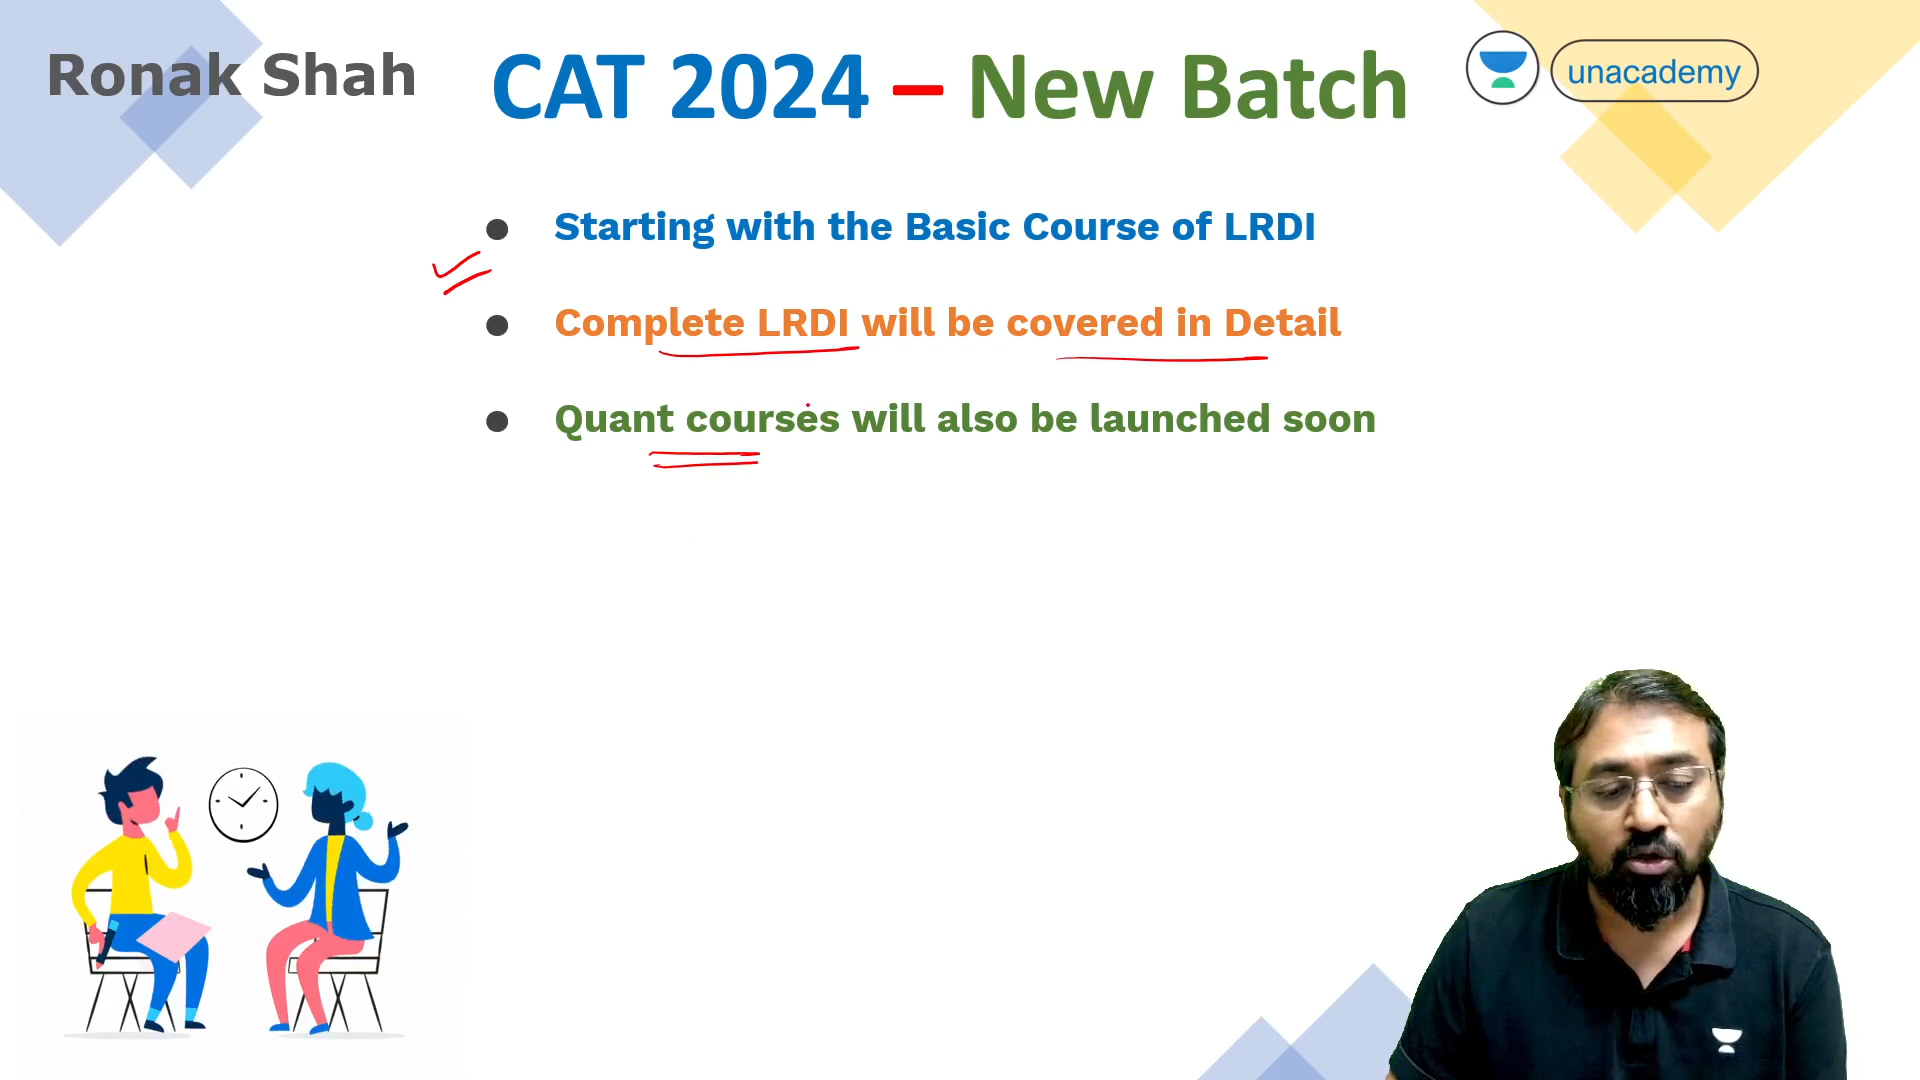 Ronak Shah
CAT 2024 – New Batch
unacademy
Starting with the Basic Course of LRDI
Complete LRDI will be covered in Detail
Quant courses will also be launched soon